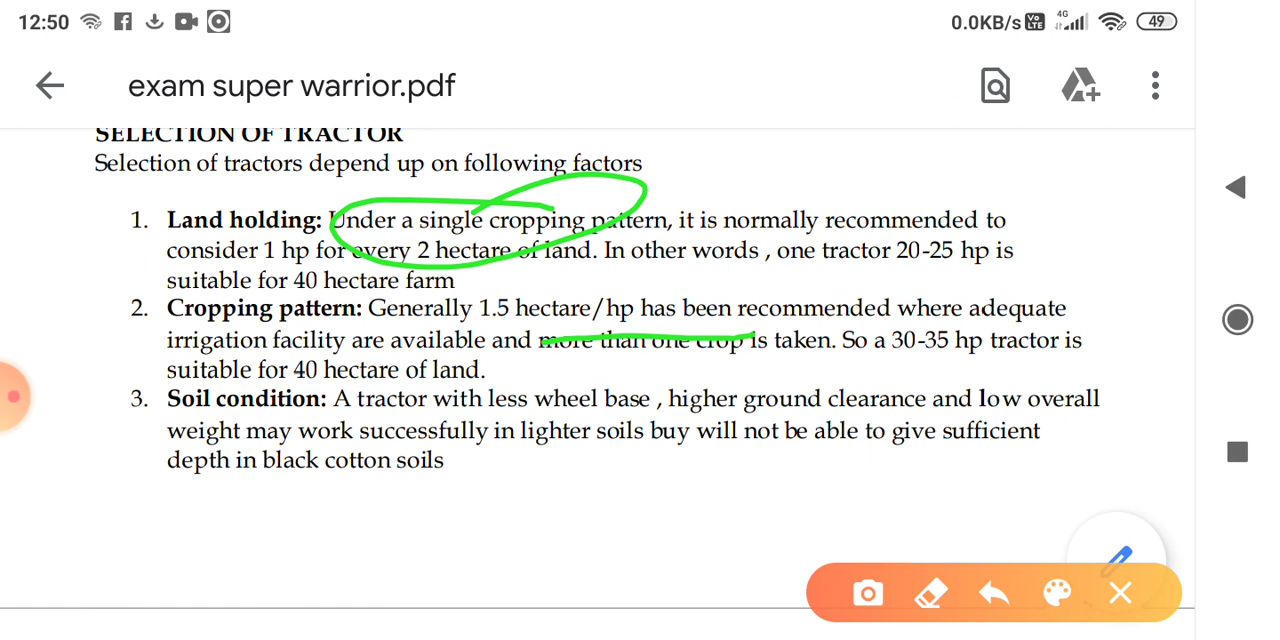 12:50 0.0KB/s Vo LTE 4G 49
exam super warrior.pdf
SELECTION OF TRACTOR
Selection of tractors depend up on following factors
1. Land holding: Under a single cropping pattern, it is normally recommended to
consider 1 hp for every 2 hectare of land. In other words , one tractor 20-25 hp is
suitable for 40 hectare farm
2. Cropping pattern: Generally 1.5 hectare/hp has been recommended where adequate
irrigation facility are available and more than one crop is taken. So a 30-35 hp tractor is
suitable for 40 hectare of land.
3. Soil condition: A tractor with less wheel base , higher ground clearance and low overall
weight may work successfully in lighter soils buy will not be able to give sufficient
depth in black cotton soils